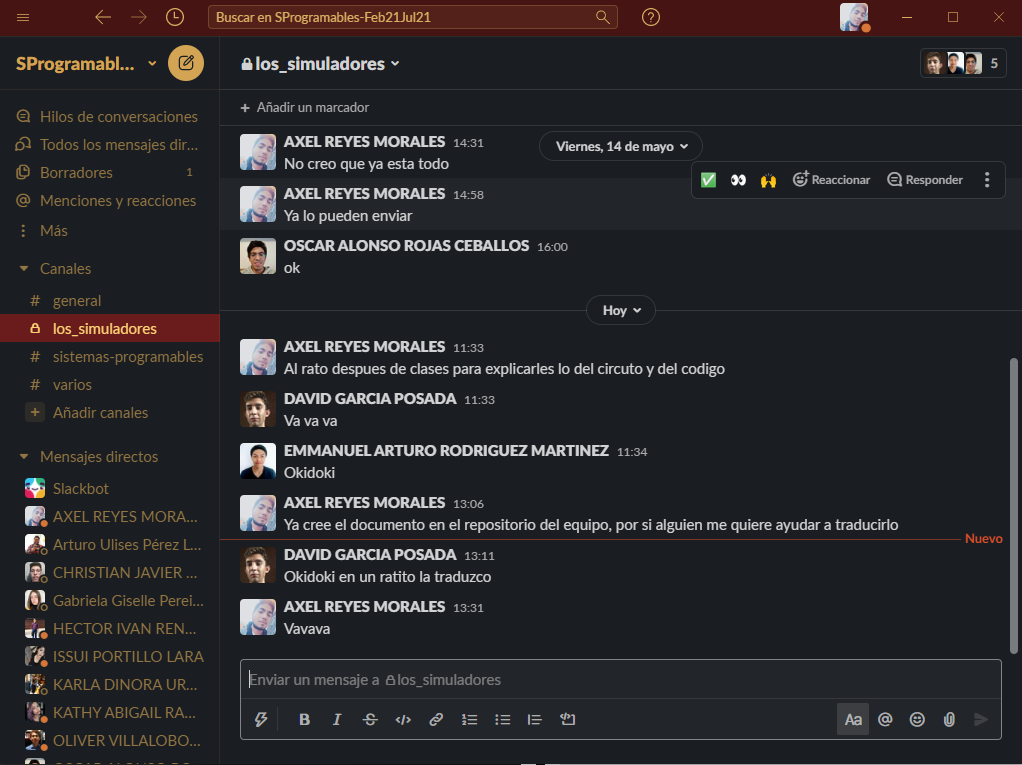 Buscar en SProgramables-Feb21Jul21
SProgramabl...
Hilos de conversaciones
Todos los mensajes dir...
Borradores 1
Menciones y reacciones
Más
Canales
# general
los_simuladores
# sistemas-programables
# varios
+ Añadir canales
Mensajes directos
Slackbot
AXEL REYES MORA...
Arturo Ulises Pérez L...
CHRISTIAN JAVIER ...
Gabriela Giselle Perei...
HECTOR IVAN REN...
ISSUI PORTILLO LARA
KARLA DINORA UR...
KATHY ABIGAIL RA...
OLIVER VILLALOBO...
los_simuladores
5
+ Añadir un marcador
AXEL REYES MORALES 14:31
Viernes, 14 de mayo
No creo que ya esta todo
Reaccionar Responder
AXEL REYES MORALES 14:58
Ya lo pueden enviar
OSCAR ALONSO ROJAS CEBALLOS 16:00
ok
Hoy
AXEL REYES MORALES 11:33
Al rato despues de clases para explicarles lo del circuto y del codigo
DAVID GARCIA POSADA 11:33
Va va va
EMMANUEL ARTURO RODRIGUEZ MARTINEZ 11:34
Okidoki
AXEL REYES MORALES 13:06
Ya cree el documento en el repositorio del equipo, por si alguien me quiere ayudar a traducirlo
Nuevo
DAVID GARCIA POSADA 13:11
Okidoki en un ratito la traduzco
AXEL REYES MORALES 13:31
Vavava
Enviar un mensaje a los_simuladores
B I S </> Aa @